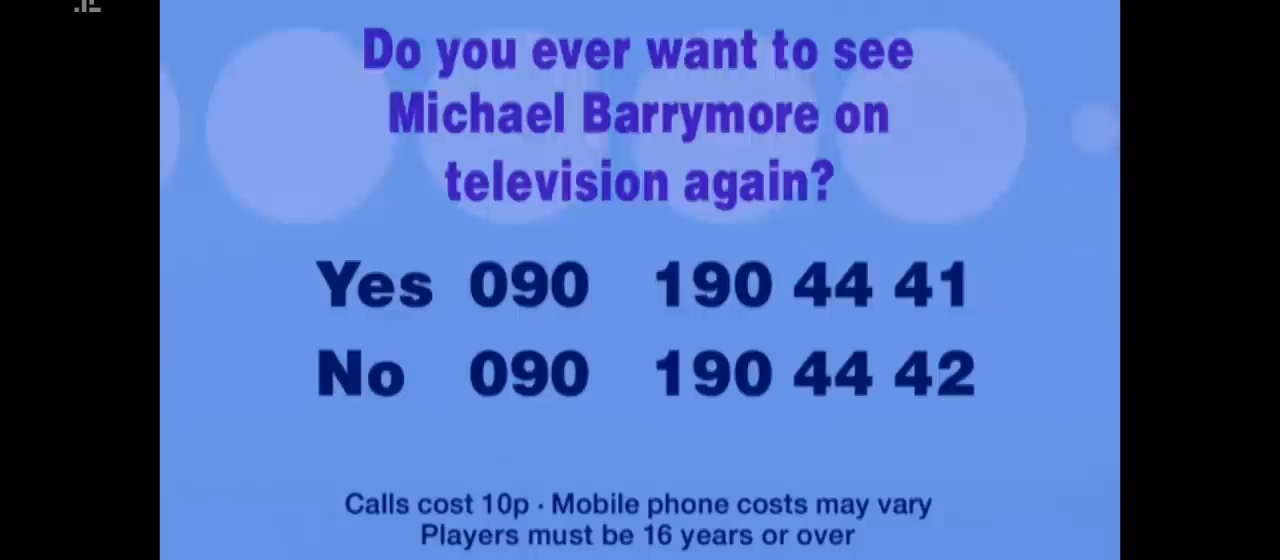 Do you ever want to see
Michael Barrymore on
television again?
Yes 090 190 44 41
No 090 190 44 42
Calls cost 10p · Mobile phone costs may vary
Players must be 16 years or over